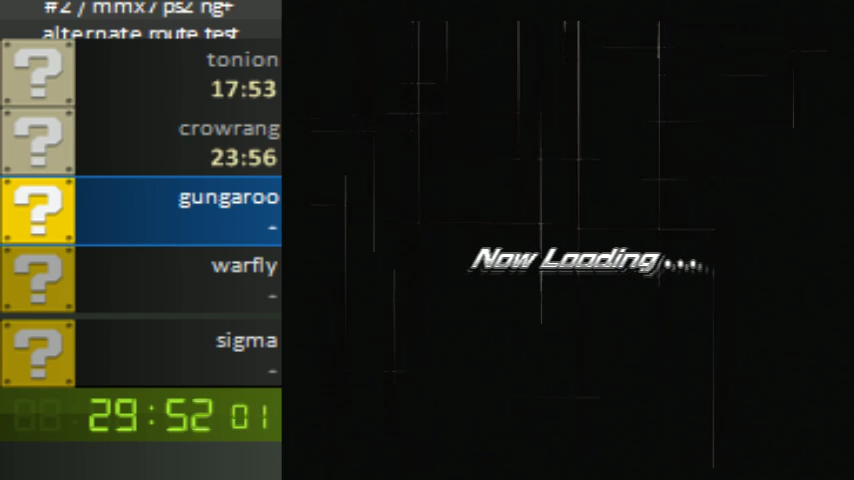 #2 / mmx7 ps2 ng+
alternate route test
tonion
17:53
crowrang
23:56
gungaroo
-
warfly
-
sigma
-
29:52 01
Now Loading.....